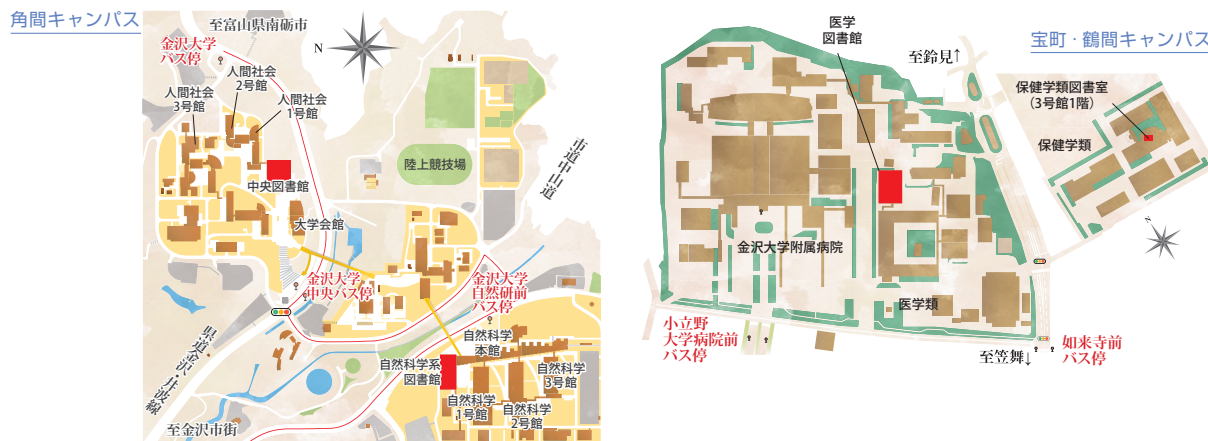 角間キャンパス
至富山県南砺市
金沢大学
バス停
N
人間社会
2号館
人間社会
3号館
人間社会
1号館
中央図書館
陸上競技場
市道中山道
大学会館
金沢大学
中央バス停
金沢大学
自然研前
バス停
県道金沢・井波線
自然科学
本館
自然科学系
図書館
自然科学
3号館
自然科学
1号館
自然科学
2号館
至金沢市街
宝町・鶴間キャンパス
医学
図書館
至鈴見↑
保健学類図書室
(3号館1階)
保健学類
N
金沢大学附属病院
医学類
小立野
大学病院前
バス停
至笠舞↓
如来寺前
バス停